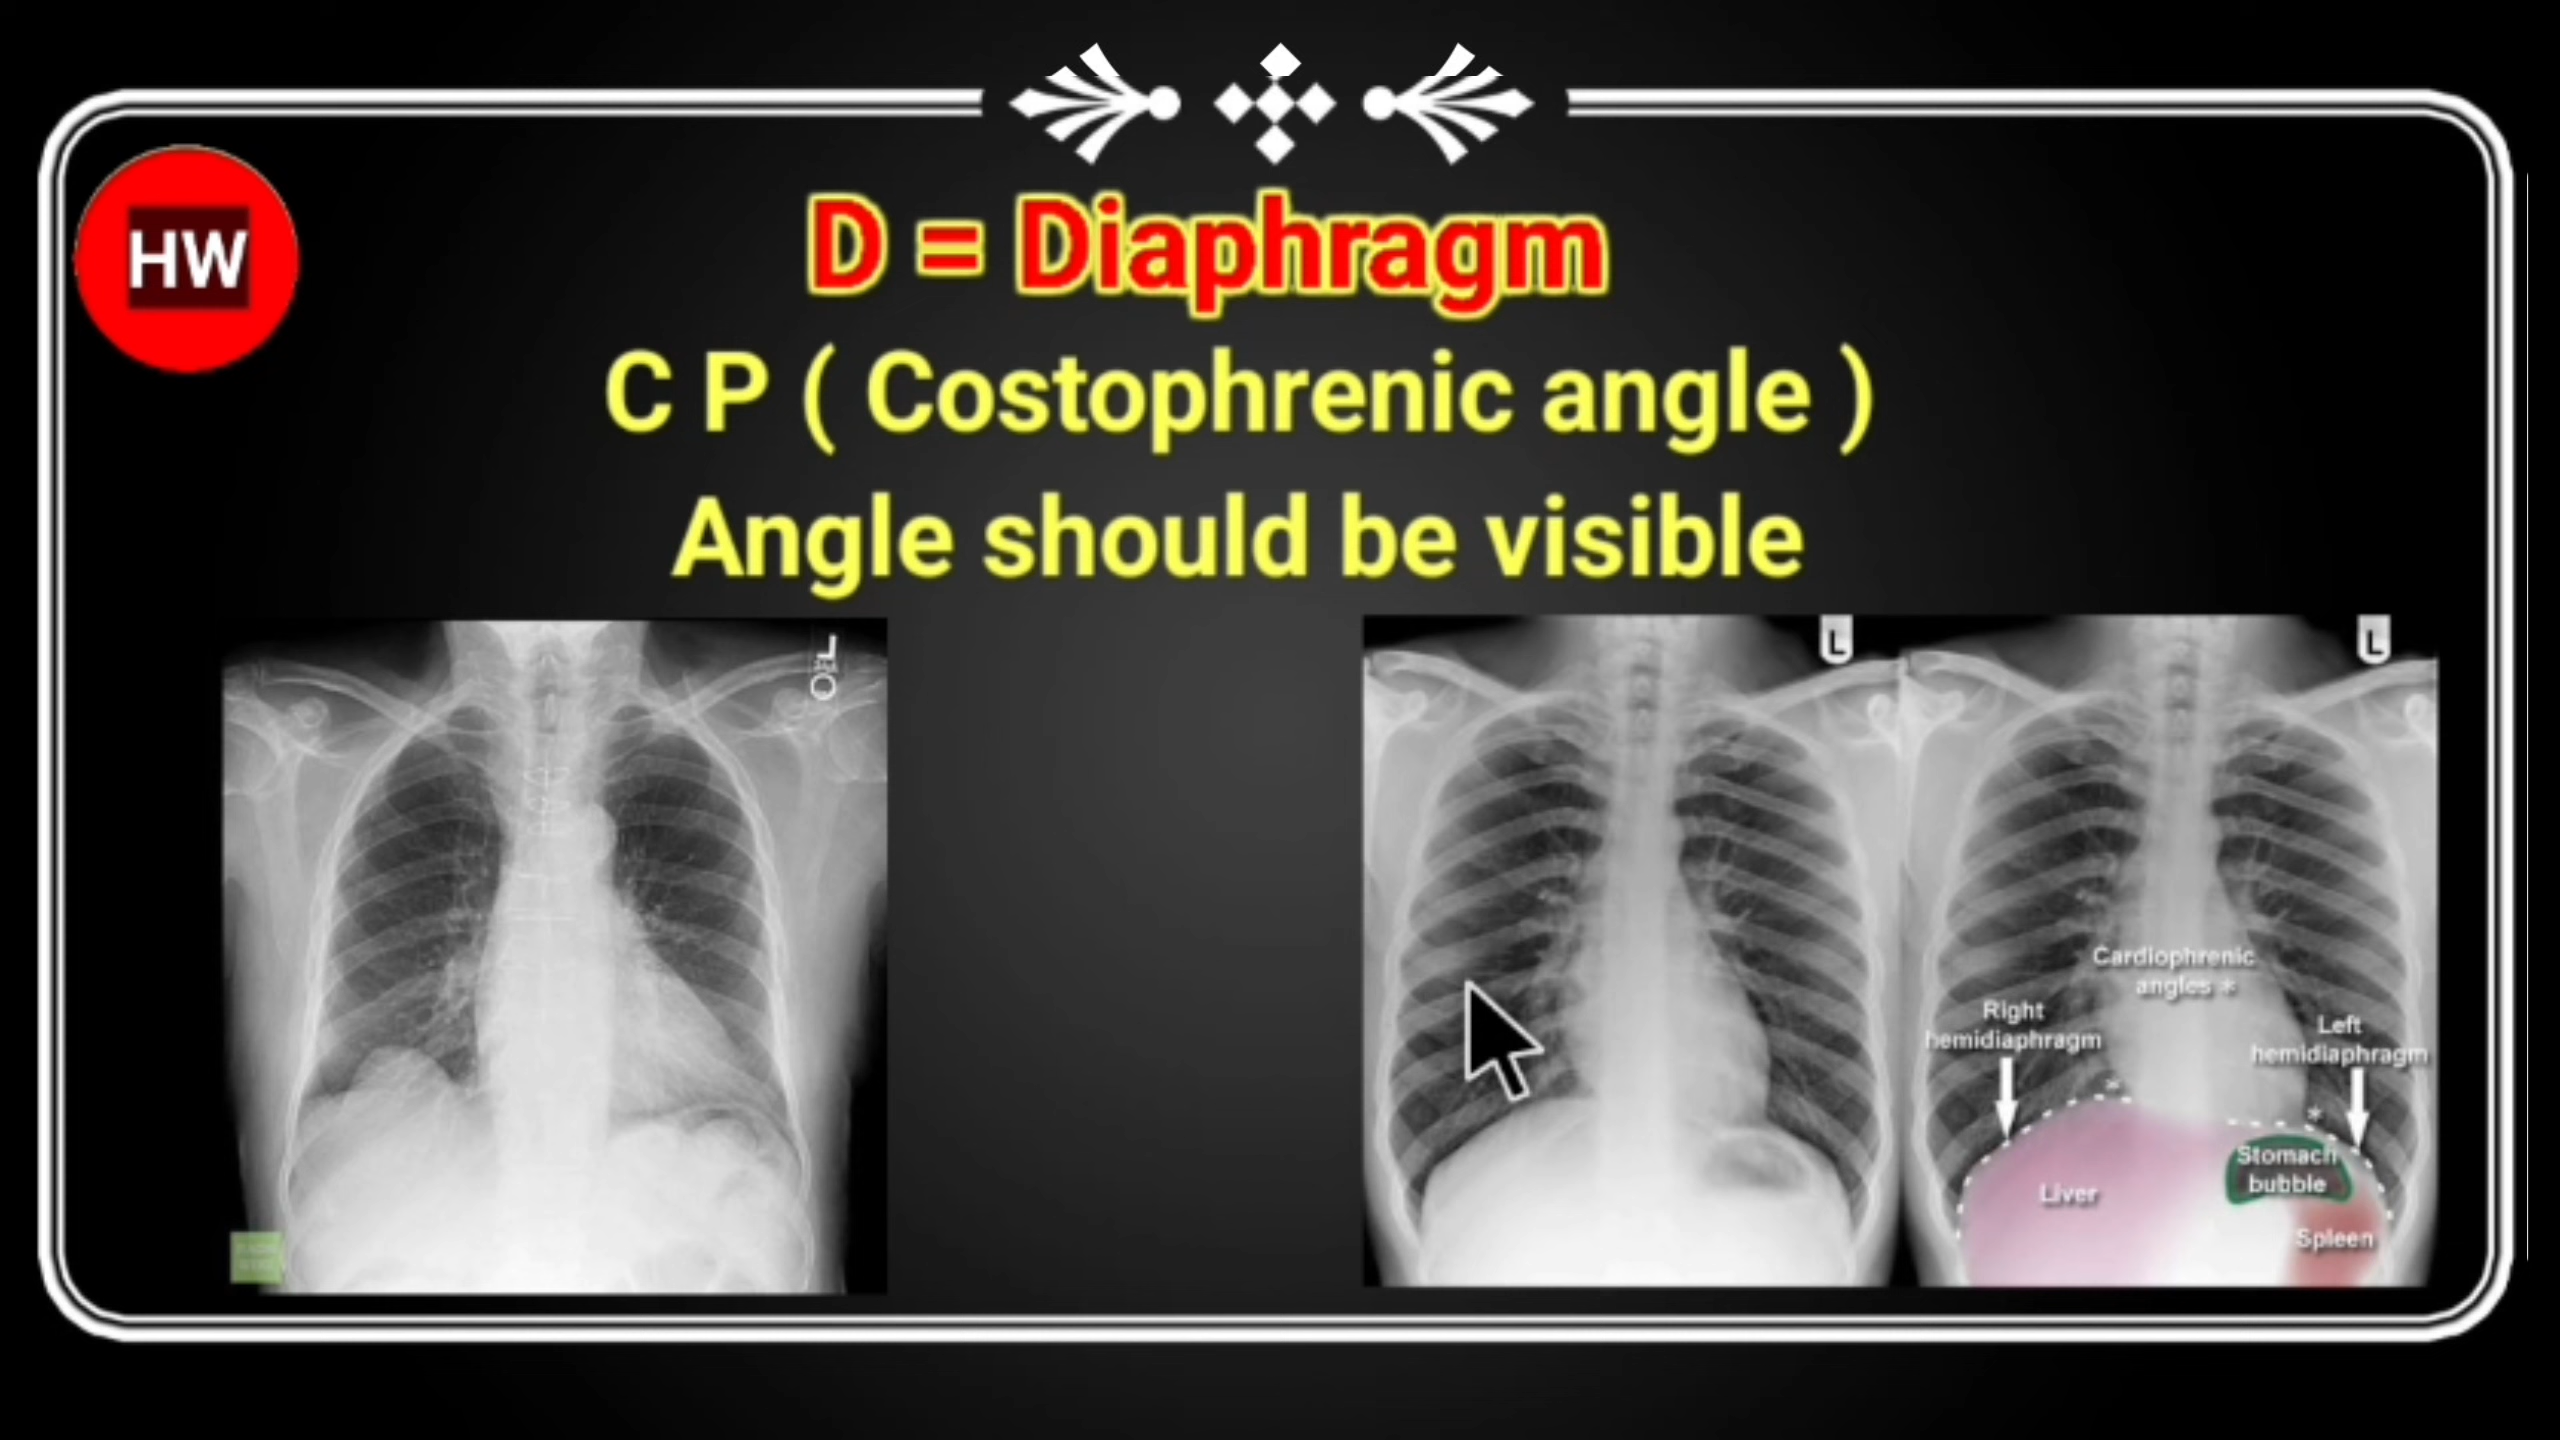 HW
D = Diaphragm
C P ( Costophrenic angle )
Angle should be visible
L
L
L
Cardiophrenic
angles *
Right
hemidiaphragm
Left
hemidiaphragm
*
*
Stomach
bubble
Liver
Spleen